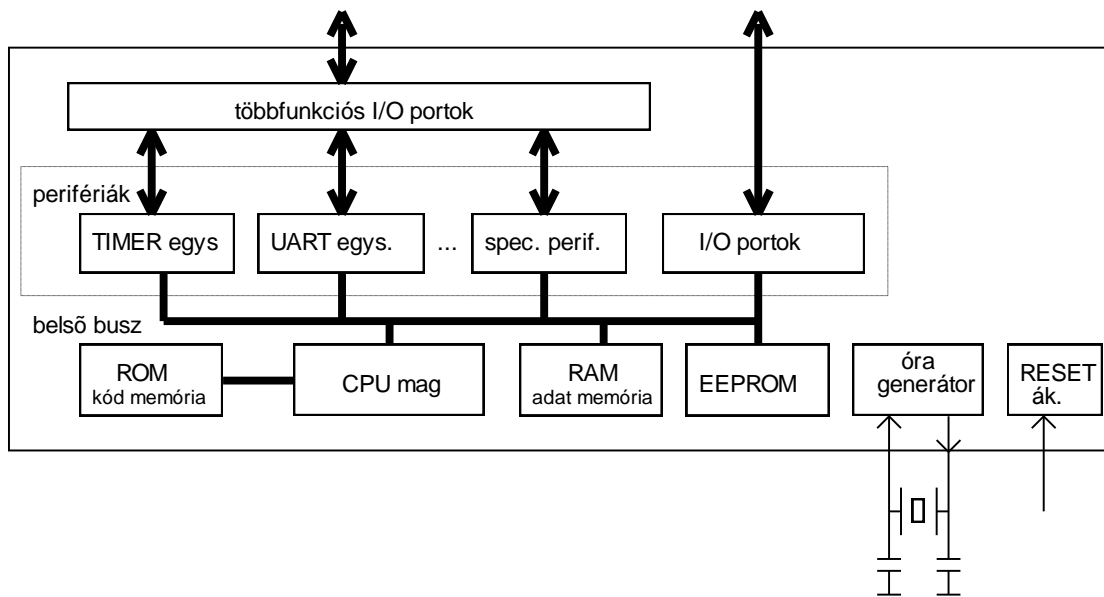 többfunkciós I/O portok
perifériák
TIMER egys
UART egys.
...
spec. perif.
I/O portok
belsõ busz
ROM
kód memória
CPU mag
RAM
adat memória
EEPROM
óra
generátor
RESET
ák.